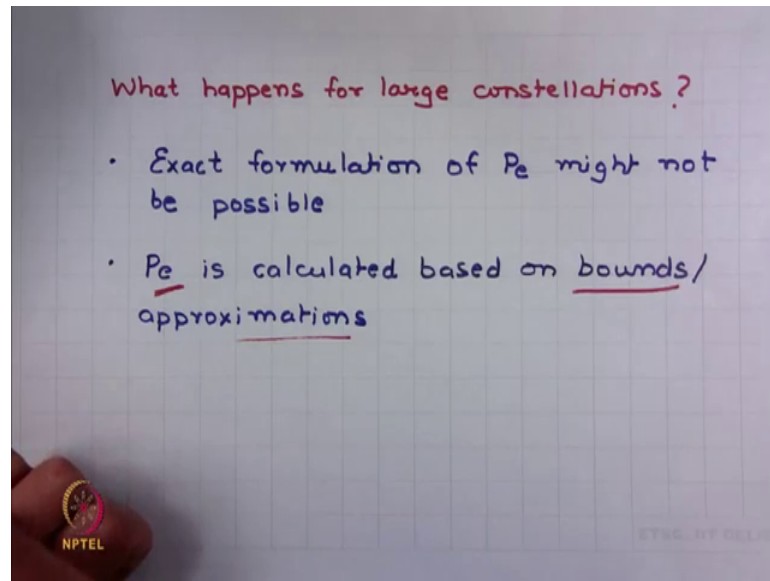 What happens for large constellations?
• Exact formulation of Pe might not
be possible
• Pe is calculated based on bounds/
approximations
NPTEL